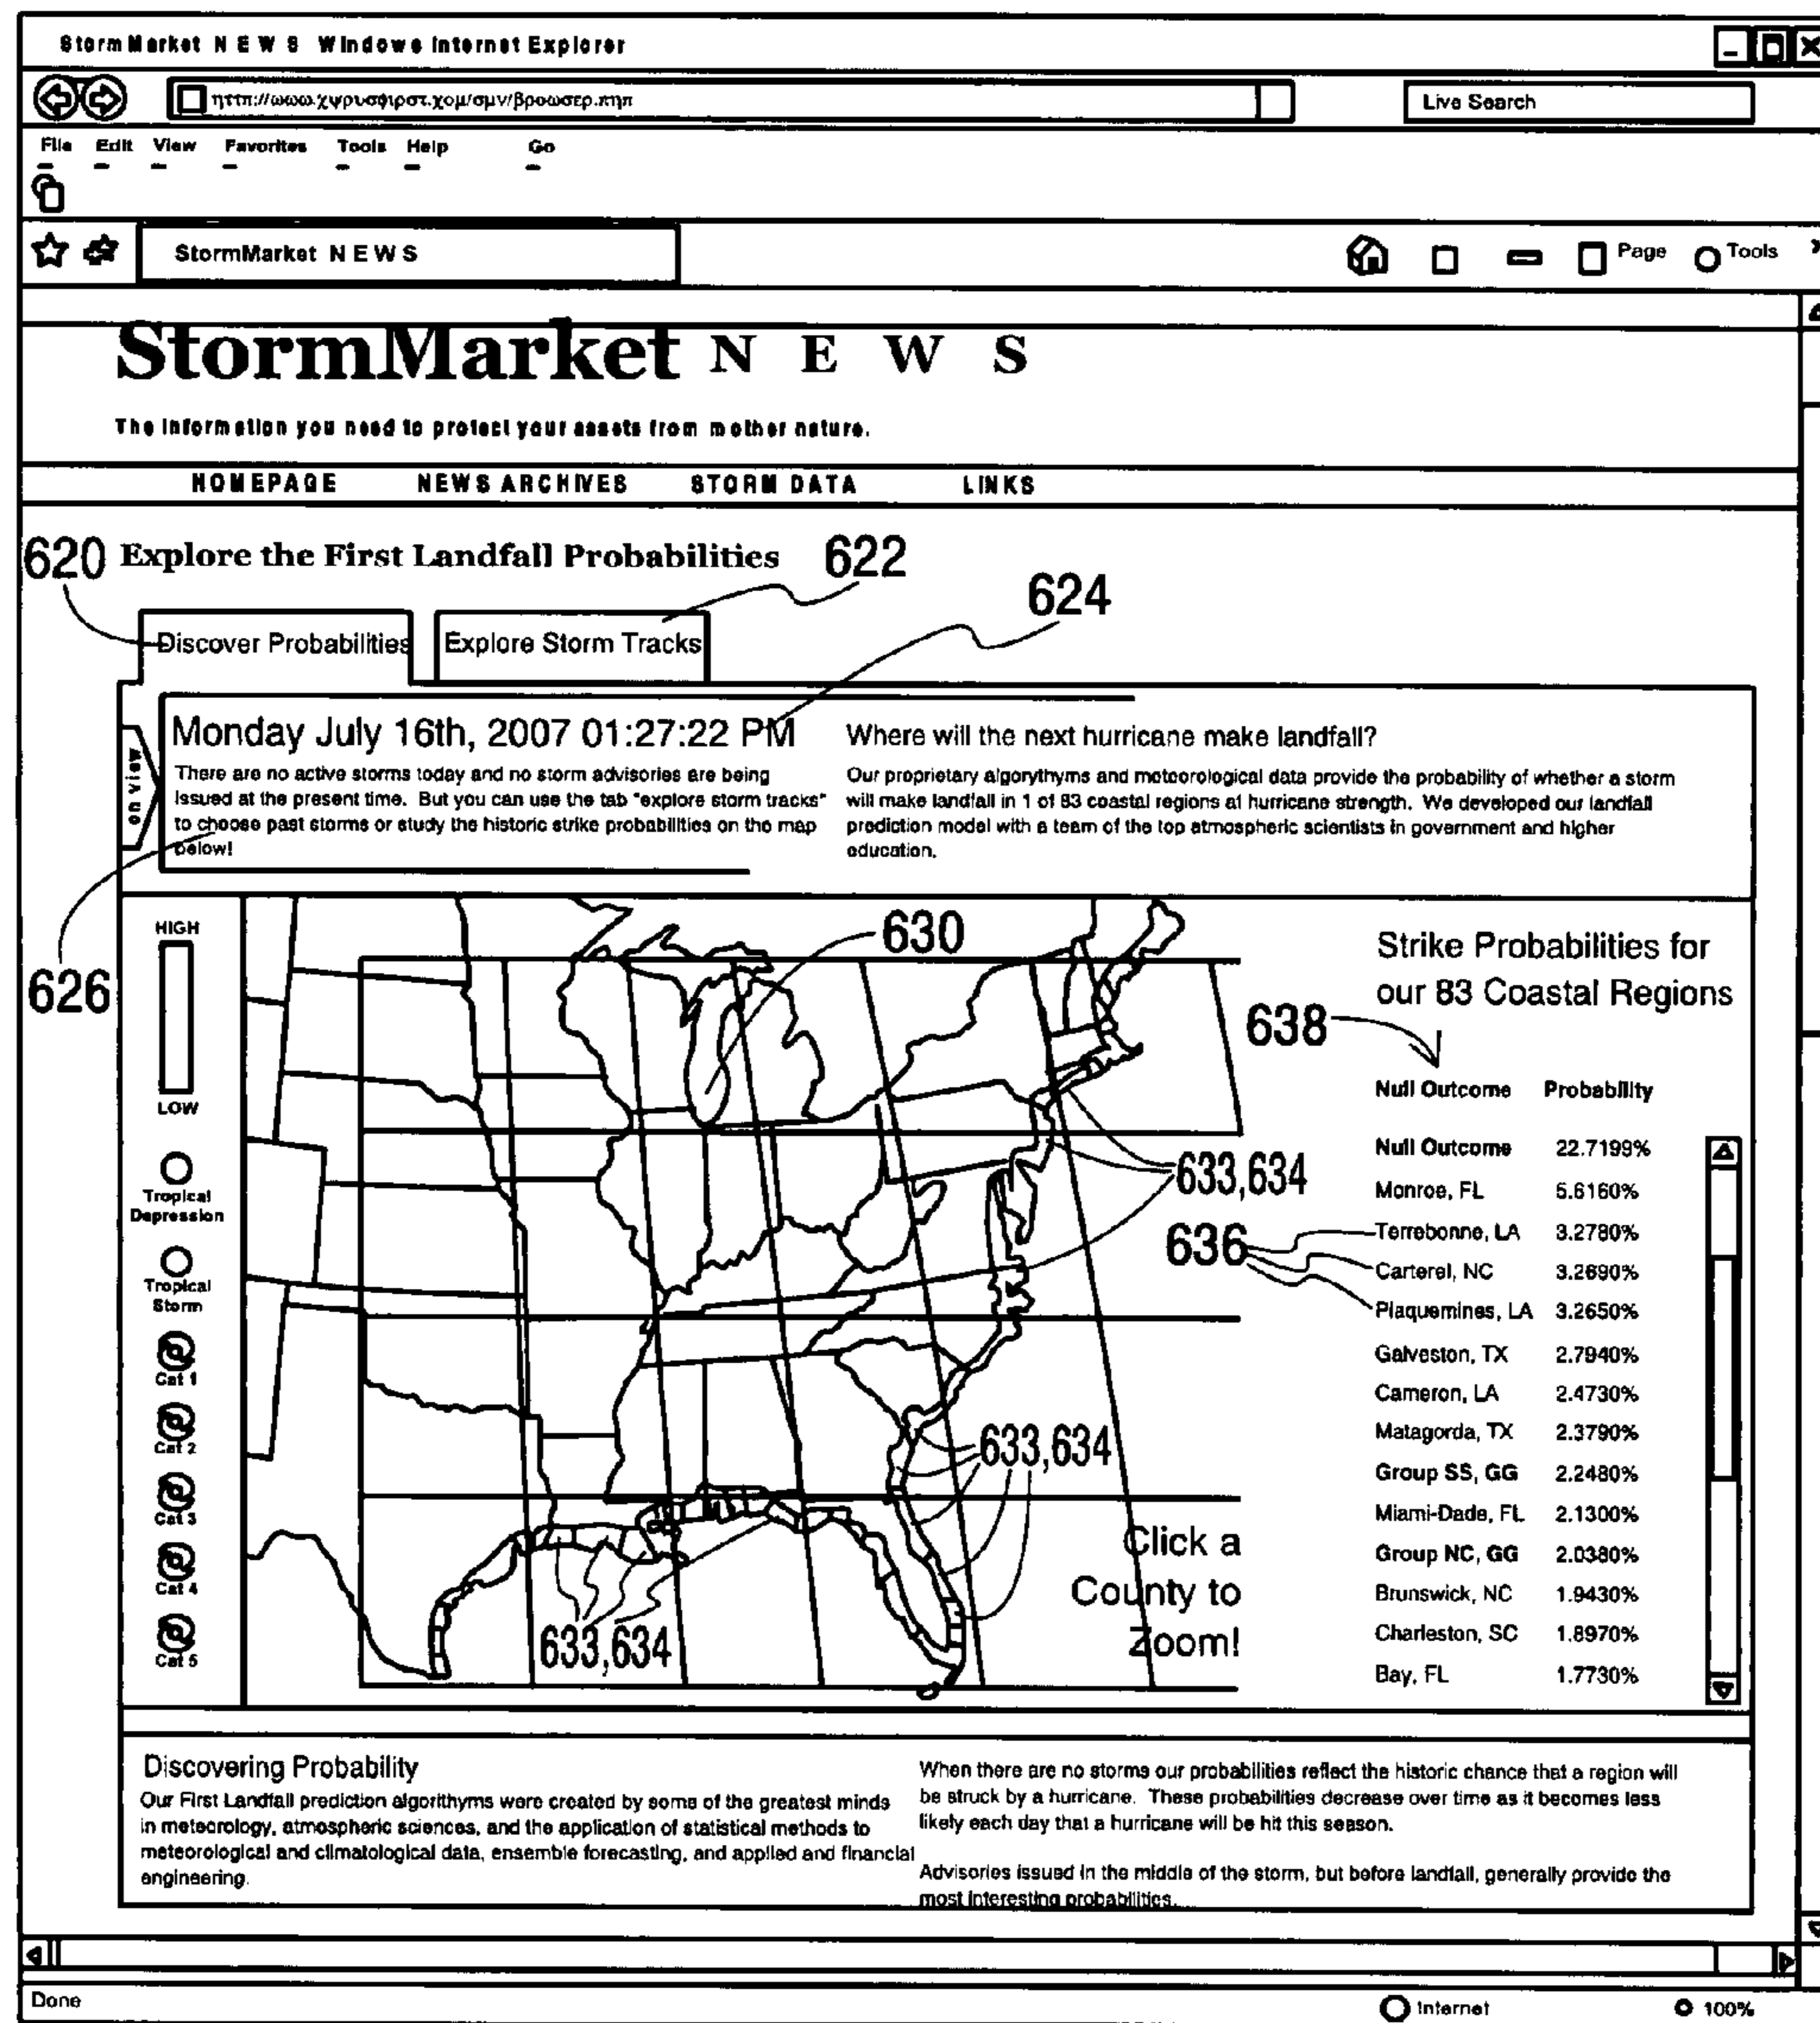 StormMarket N E W S Windows Internet Explorer
ηττπ://ωωω.χψρυσφιρστ.χομ/σμν/βροωσερ.πηπ
Live Search
File Edit View Favorites Tools Help Go
StormMarket N E W S
Page Tools
StormMarket N E W S
The information you need to protect your assets from mother nature.
HOMEPAGE NEWS ARCHIVES STORM DATA LINKS
620 Explore the First Landfall Probabilities 622
624
Discover Probabilities Explore Storm Tracks
Monday July 16th, 2007 01:27:22 PM
There are no active storms today and no storm advisories are being
issued at the present time. But you can use the tab "explore storm tracks"
to choose past storms or study the historic strike probabilities on the map
below!
Where will the next hurricane make landfall?
Our proprietary algorythyms and meteorological data provide the probability of whether a storm
will make landfall in 1 of 83 coastal regions at hurricane strength. We developed our landfall
prediction model with a team of the top atmospheric scientists in government and higher
education.
626
HIGH
LOW
Tropical
Depression
Tropical
Storm
Cat 1
Cat 2
Cat 3
Cat 4
Cat 5
630
633,634
633,634
633,634
Click a
County to
Zoom!
Strike Probabilities for
our 83 Coastal Regions
638
636
Null Outcome Probability
Null Outcome 22.7199%
Monroe, FL 5.6160%
Terrebonne, LA 3.2780%
Carteret, NC 3.2690%
Plaquemines, LA 3.2650%
Galveston, TX 2.7940%
Cameron, LA 2.4730%
Matagorda, TX 2.3790%
Group SS, GG 2.2480%
Miami-Dade, FL 2.1300%
Group NC, GG 2.0380%
Brunswick, NC 1.9430%
Charleston, SC 1.8970%
Bay, FL 1.7730%
Discovering Probability
Our First Landfall prediction algorithyms were created by some of the greatest minds
in meteorology, atmospheric sciences, and the application of statistical methods to
meteorological and climatological data, ensemble forecasting, and applied and financial
engineering.
When there are no storms our probabilities reflect the historic chance that a region will
be struck by a hurricane. These probabilities decrease over time as it becomes less
likely each day that a hurricane will be hit this season.
Advisories issued in the middle of the storm, but before landfall, generally provide the
most interesting probabilities.
Done
Internet
100%